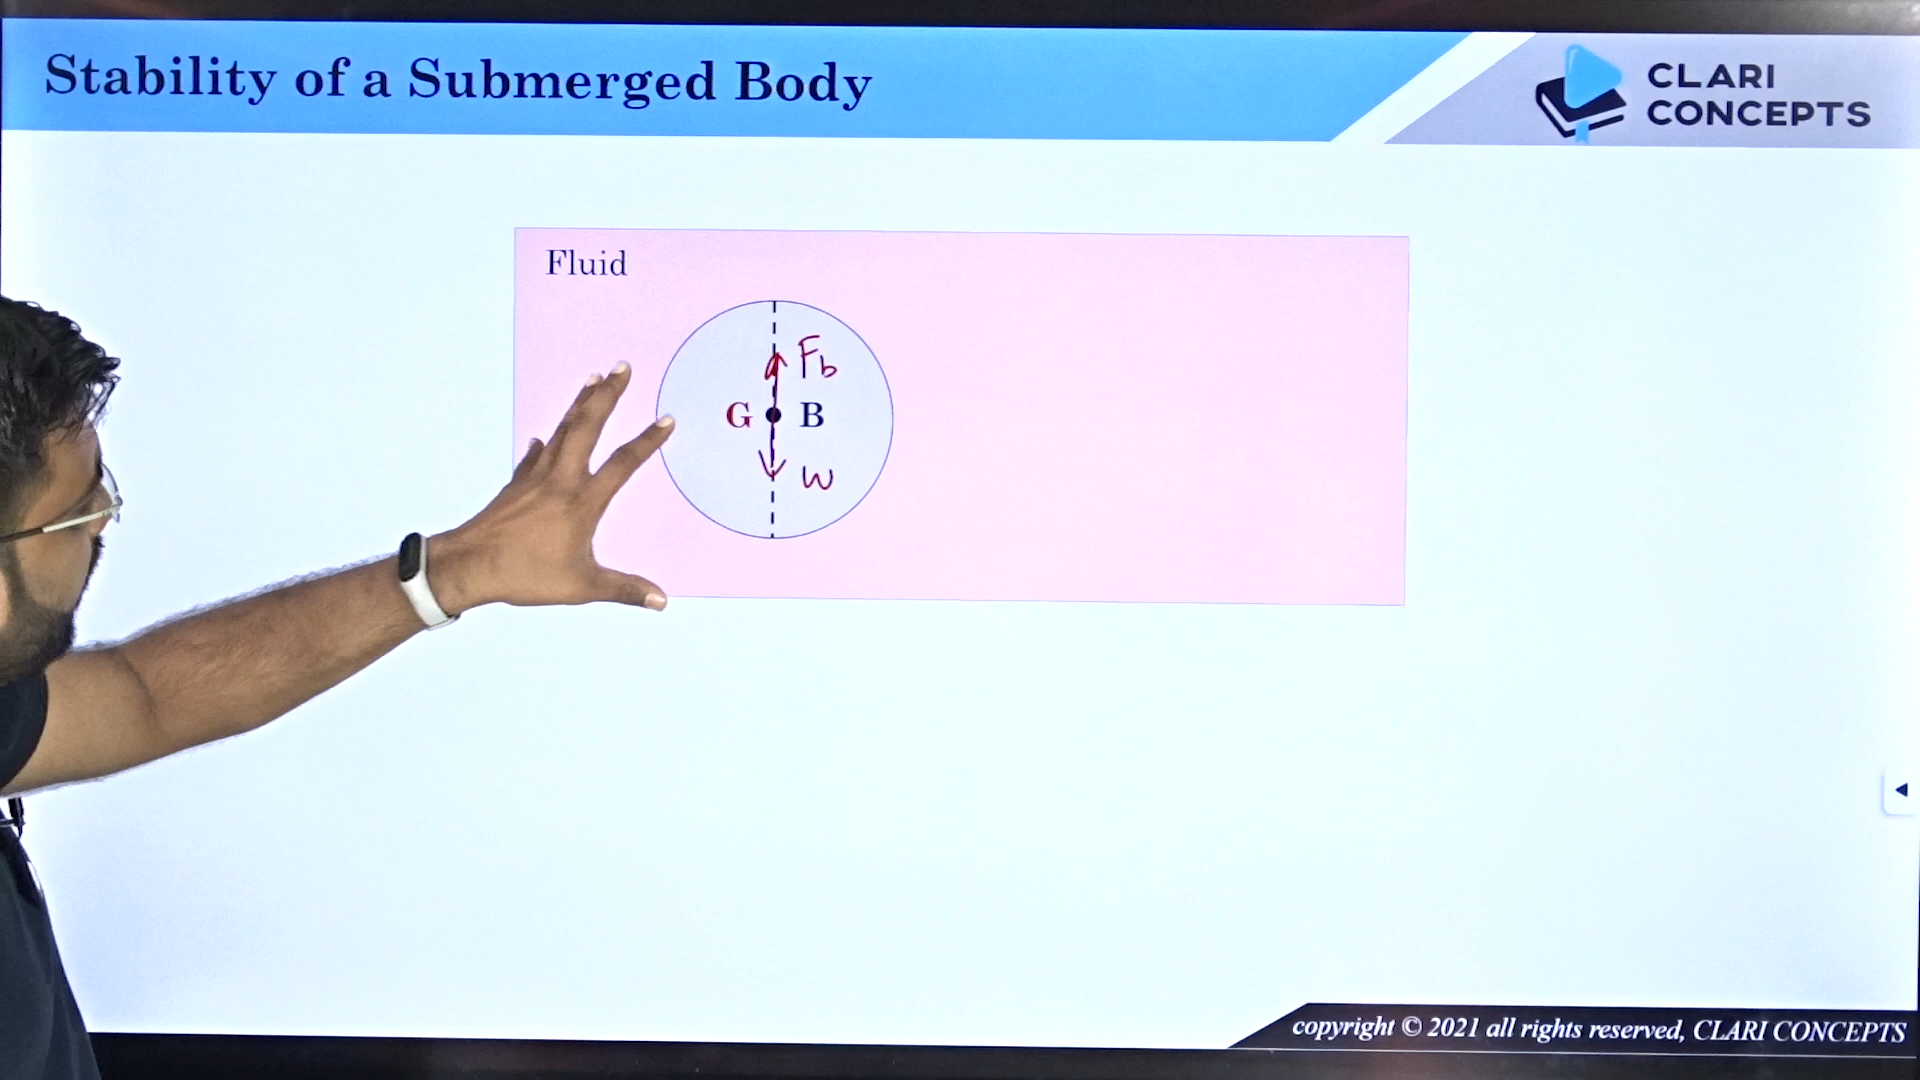 Stability of a Submerged Body
CLARI
CONCEPTS
Fluid
Fb
G B
W
copyright © 2021 all rights reserved, CLARI CONCEPTS